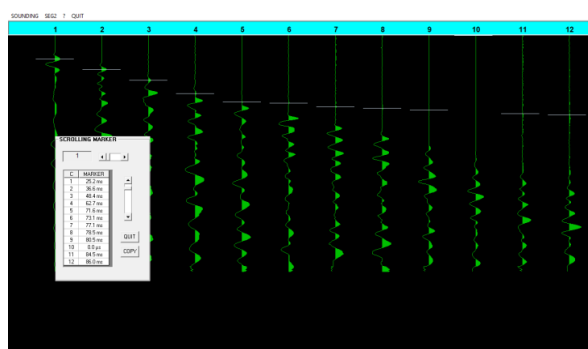 SOUNDING SEG2 ? QUIT
1 2 3 4 5 6 7 8 9 10 11 12
SCROLLING MARKER
1
C MARKER
1 25.2 ms
2 36.6 ms
3 48.4 ms
4 62.7 ms
5 71.6 ms
6 73.1 ms
7 77.1 ms
8 78.5 ms
9 80.5 ms
10 0.0 µs
11 84.5 ms
12 86.0 ms
QUIT
COPY